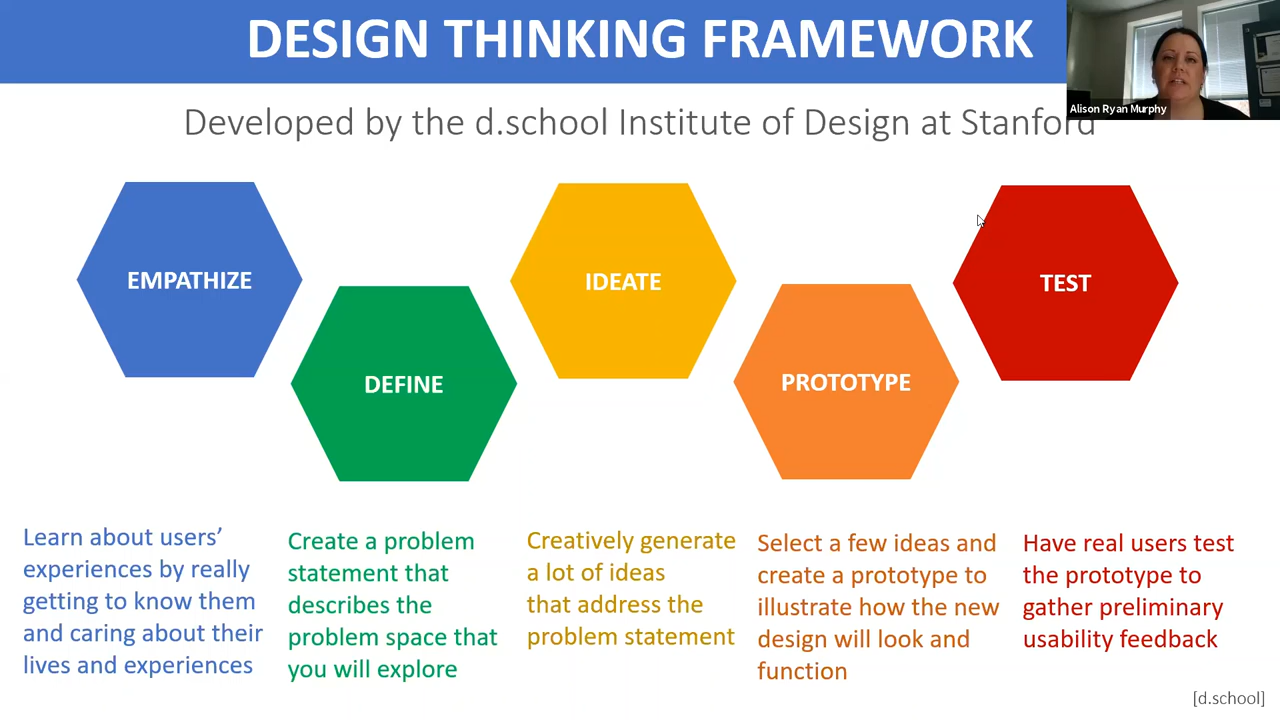 DESIGN THINKING FRAMEWORK
Alison Ryan Murphy
Developed by the d.school Institute of Design at Stanford
EMPATHIZE
DEFINE
IDEATE
PROTOTYPE
TEST
Learn about users’
experiences by really
getting to know them
and caring about their
lives and experiences
Create a problem
statement that
describes the
problem space that
you will explore
Creatively generate
a lot of ideas
that address the
problem statement
Select a few ideas and
create a prototype to
illustrate how the new
design will look and
function
Have real users test
the prototype to
gather preliminary
usability feedback
[d.school]